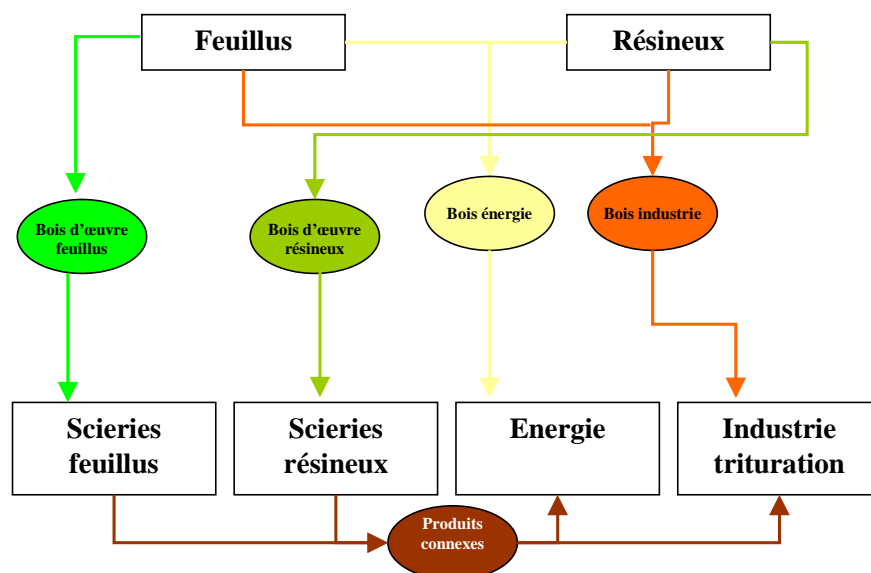 Feuillus
Résineux
Bois d'œuvre
feuillus
Bois d'œuvre
résineux
Bois énergie
Bois industrie
Scieries
feuillus
Scieries
résineux
Energie
Industrie
trituration
Produits
connexes